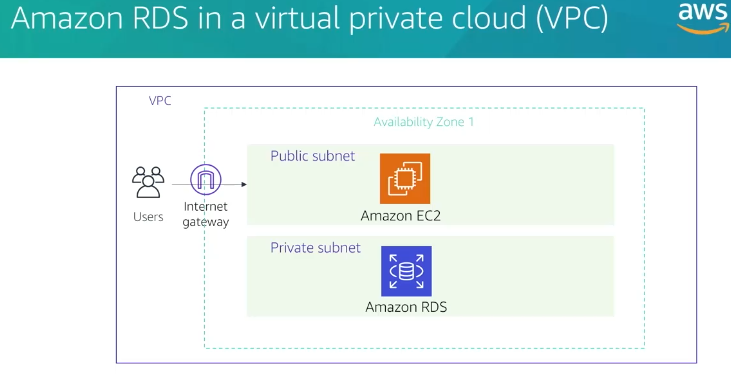 Amazon RDS in a virtual private cloud (VPC)
aws
VPC
Availability Zone 1
Public subnet
Users
Internet
gateway
Amazon EC2
Private subnet
Amazon RDS